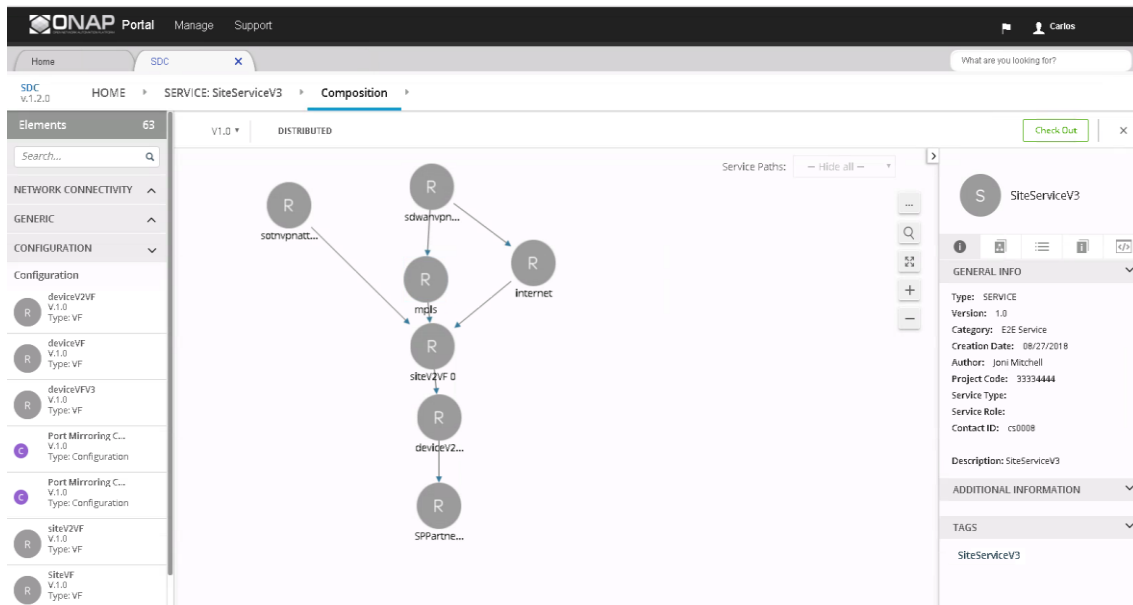 ONAP Portal Manage Support
Carlos
Home
SDC X
What are you looking for?
SDC
v.1.2.0
HOME
SERVICE: SiteServiceV3
Composition
Elements 63
Search...
NETWORK CONNECTIVITY
GENERIC
CONFIGURATION
Configuration
R
deviceV2VF
V.1.0
Type: VF
R
deviceVF
V.1.0
Type: VF
R
deviceVFV3
V.1.0
Type: VF
C
Port Mirroring C...
V.1.0
Type: Configuration
C
Port Mirroring C...
V.1.0
Type: Configuration
R
siteV2VF
V.1.0
Type: VF
R
SiteVF
V.1.0
Type: VF
V1.0
DISTRIBUTED
Check Out
Service Paths: — Hide all —
R
sotnvpnatt...
R
sdwanvpn...
R
mpls
R
internet
R
siteV2VF 0
R
deviceV2...
R
SPPartne...
...
+
−
S
SiteServiceV3
GENERAL INFO
Type: SERVICE
Version: 1.0
Category: E2E Service
Creation Date: 08/27/2018
Author: Joni Mitchell
Project Code: 33334444
Service Type:
Service Role:
Contact ID: cs0008
Description: SiteServiceV3
ADDITIONAL INFORMATION
TAGS
SiteServiceV3